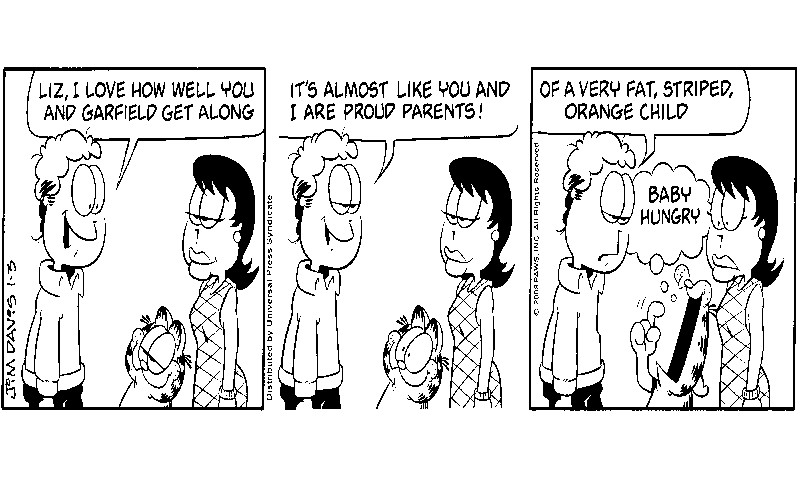 LIZ, I LOVE HOW WELL YOU
AND GARFIELD GET ALONG
JIM DAVIS 1-3
Distributed by Universal Press Syndicate
IT'S ALMOST LIKE YOU AND
I ARE PROUD PARENTS!
© 2008 PAWS, INC. All Rights Reserved
OF A VERY FAT, STRIPED,
ORANGE CHILD
BABY
HUNGRY